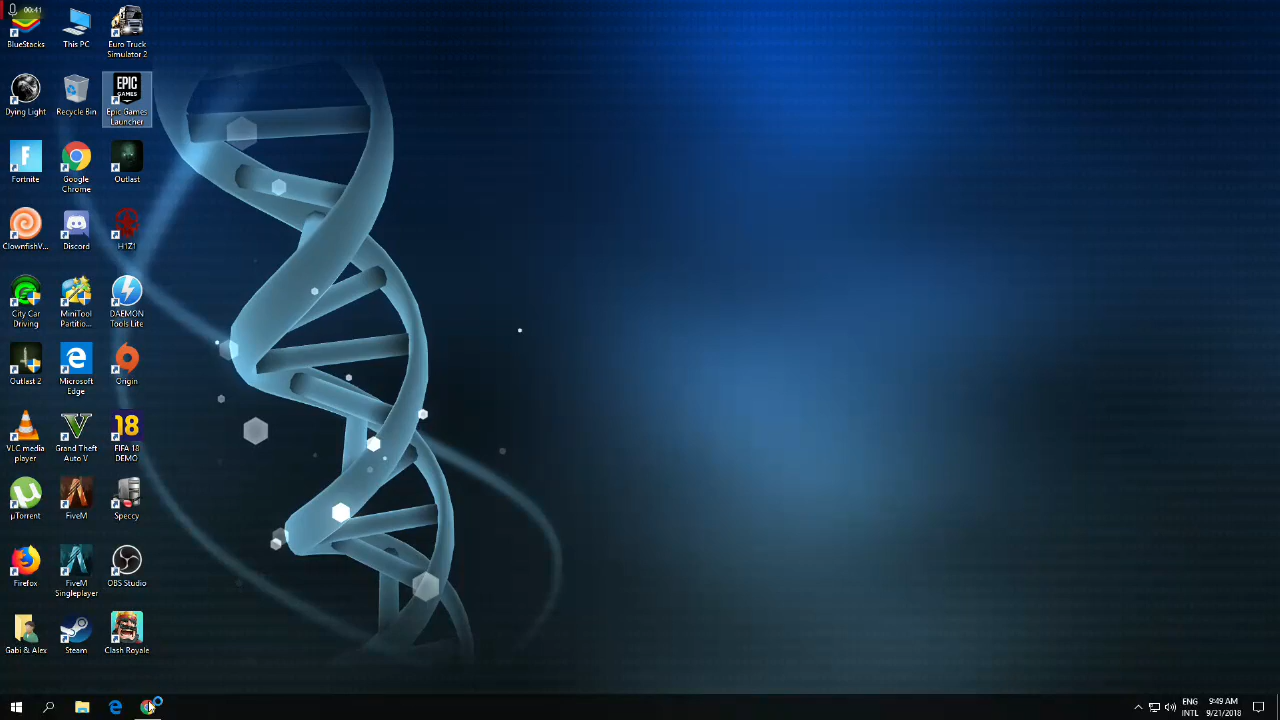 00:41
BlueStacks
This PC
Euro Truck
Simulator 2
Dying Light
Recycle Bin
EPIC
GAMES
Epic Games
Launcher
F
Fortnite
Google
Chrome
Outlast
ClownfishV...
Discord
H1Z1
City Car
Driving
MiniTool
Partitio...
DAEMON
Tools Lite
Outlast 2
Microsoft
Edge
Origin
VLC media
player
V
Grand Theft
Auto V
18
FIFA 18
DEMO
µTorrent
FiveM
Speccy
Firefox
FiveM
Singleplayer
OBS Studio
Gabi & Alex
Steam
Clash Royale
ENG
INTL
9:49 AM
9/21/2018